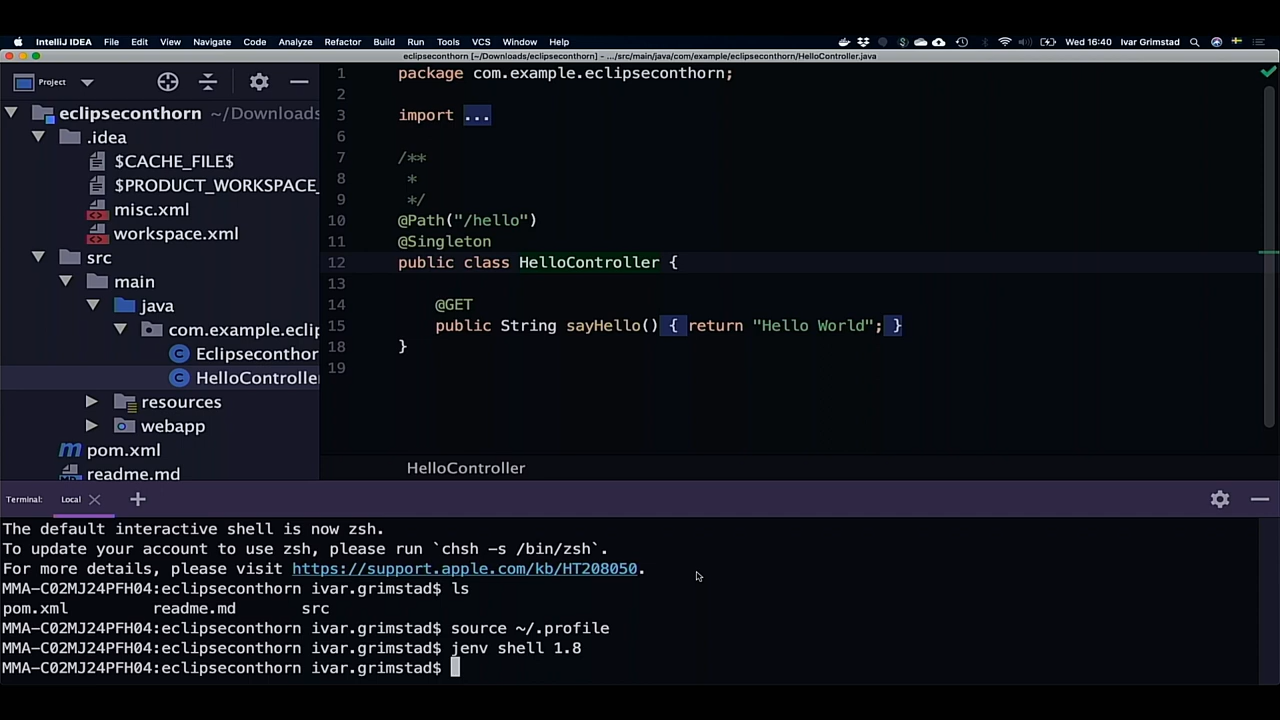 IntelliJ IDEA File Edit View Navigate Code Analyze Refactor Build Run Tools VCS Window Help Wed 16:40 Ivar Grimstad
eclipseconthorn [~/Downloads/eclipseconthorn] - .../src/main/java/com/example/eclipseconthorn/HelloController.java
Project
eclipseconthorn ~/Downloads
.idea
$CACHE_FILE$
$PRODUCT_WORKSPACE_
misc.xml
workspace.xml
src
main
java
com.example.eclip
Eclipseconthor
HelloControlle
resources
webapp
pom.xml
readme.md
1 package com.example.eclipseconthorn;
2
3 import ...
6
7 /**
8 *
9 */
10 @Path("/hello")
11 @Singleton
12 public class HelloController {
13
14 @GET
15 public String sayHello() { return "Hello World"; }
18 }
19
HelloController
Terminal: Local
The default interactive shell is now zsh.
To update your account to use zsh, please run `chsh -s /bin/zsh`.
For more details, please visit https://support.apple.com/kb/HT208050.
MMA-C02MJ24PFH04:eclipseconthorn ivar.grimstad$ ls
pom.xml readme.md src
MMA-C02MJ24PFH04:eclipseconthorn ivar.grimstad$ source ~/.profile
MMA-C02MJ24PFH04:eclipseconthorn ivar.grimstad$ jenv shell 1.8
MMA-C02MJ24PFH04:eclipseconthorn ivar.grimstad$